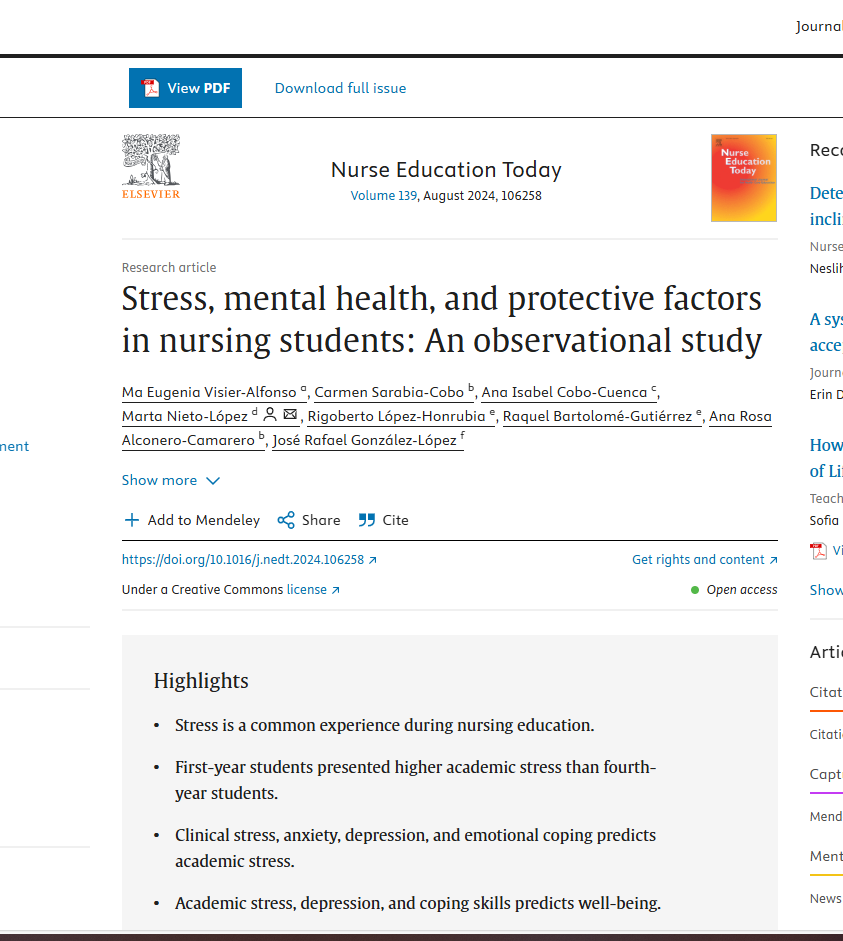 Journal
View PDF
Download full issue
ELSEVIER
Nurse Education Today
Volume 139, August 2024, 106258
Nurse
Education
Today
Research article
Stress, mental health, and protective factors
in nursing students: An observational study
Ma Eugenia Visier-Alfonso a, Carmen Sarabia-Cobo b, Ana Isabel Cobo-Cuenca c,
Marta Nieto-López d, Rigoberto López-Honrubia e, Raquel Bartolomé-Gutiérrez e, Ana Rosa
Alconero-Camarero b, José Rafael González-López f
Show more
Add to Mendeley Share Cite
https://doi.org/10.1016/j.nedt.2024.106258
Get rights and content
Under a Creative Commons license
Open access
Highlights
• Stress is a common experience during nursing education.
• First-year students presented higher academic stress than fourth-
year students.
• Clinical stress, anxiety, depression, and emotional coping predicts
academic stress.
• Academic stress, depression, and coping skills predicts well-being.
ment
Reco
Dete
incli
Nurse
Neslih
A sys
acce
Journ
Erin D
How
of Li
Teach
Sofia
Vi
Show
Arti
Citat
Citati
Capt
Mend
Ment
News